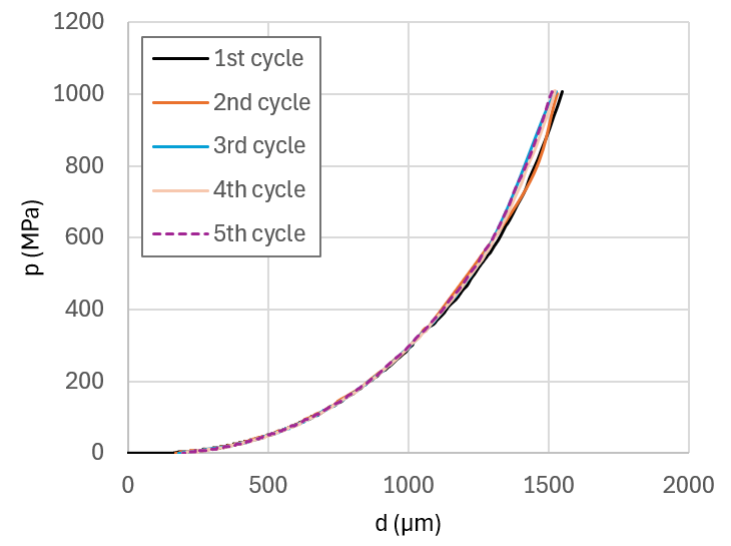 1200
1000
800
600
400
200
0
p (MPa)
1st cycle
2nd cycle
3rd cycle
4th cycle
5th cycle
0 500 1000 1500 2000
d (μm)